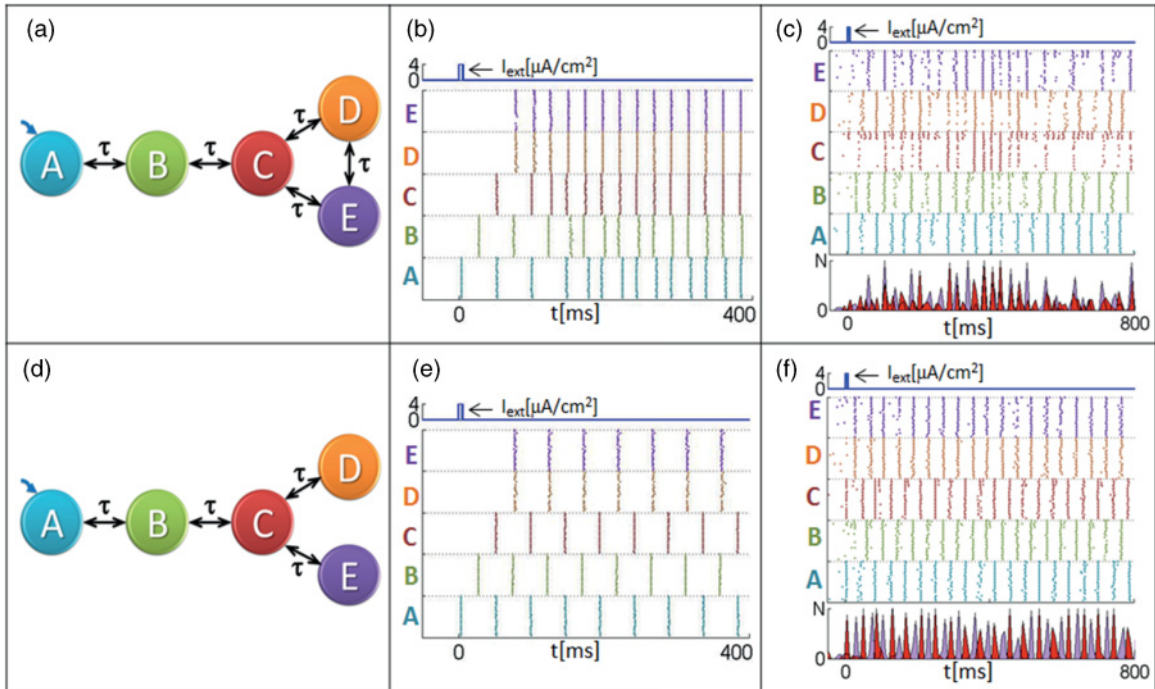 (a)
A
τ
B
τ
C
τ
D
τ
τ
E
(b)
4
0
I_ext[µA/cm²]
E
D
C
B
A
0
400
t[ms]
(c)
4
0
I_ext[µA/cm²]
E
D
C
B
A
N
0
0
800
t[ms]
(d)
A
τ
B
τ
C
τ
D
τ
E
(e)
4
0
I_ext[µA/cm²]
E
D
C
B
A
0
400
t[ms]
(f)
4
0
I_ext[µA/cm²]
E
D
C
B
A
N
0
0
800
t[ms]